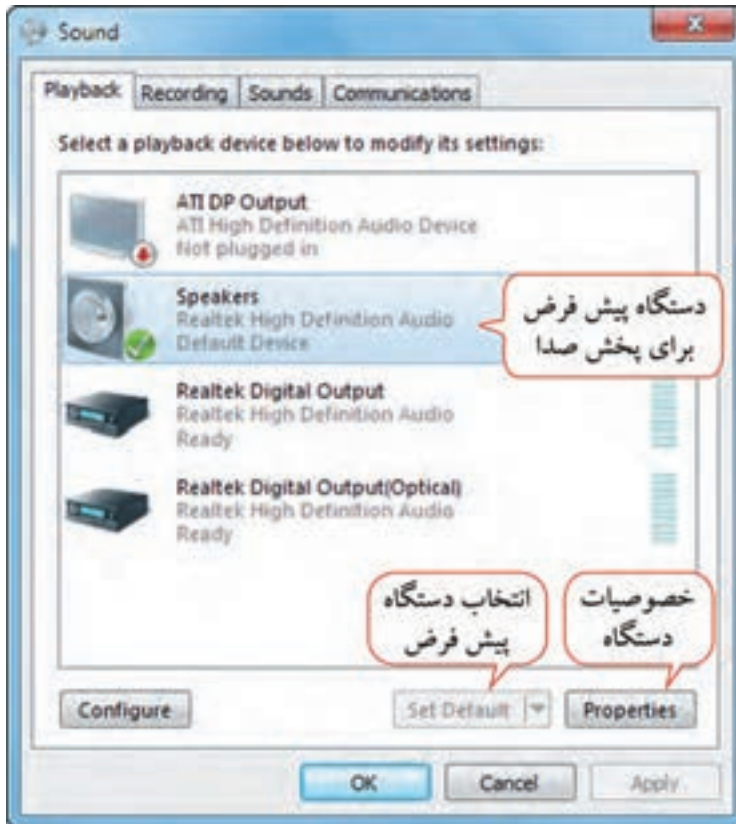 Sound
Playback Recording Sounds Communications
Select a playback device below to modify its settings:
ATI DP Output
ATI High Definition Audio Device
Not plugged in
Speakers
Realtek High Definition Audio
Default Device
دستگاه پیش فرض
برای پخش صدا
Realtek Digital Output
Realtek High Definition Audio
Ready
Realtek Digital Output(Optical)
Realtek High Definition Audio
Ready
انتخاب دستگاه
پیش فرض
خصوصیات
دستگاه
Configure Set Default Properties
OK Cancel Apply